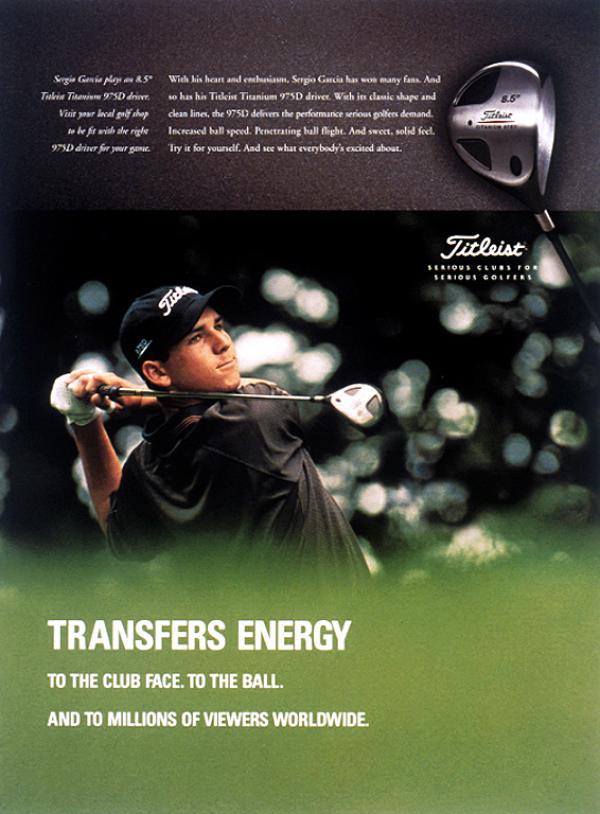 Sergio Garcia plays an 8.5°
Titleist Titanium 975D driver.
Visit your local golf shop
to be fit with the right
975D driver for your game.
With his heart and enthusiasm, Sergio Garcia has won many fans. And
so has his Titleist Titanium 975D driver. With its classic shape and
clean lines, the 975D delivers the performance serious golfers demand.
Increased ball speed. Penetrating ball flight. And sweet, solid feel.
Try it for yourself. And see what everybody's excited about.
8.5°
Titleist
TITANIUM 975D
Titleist
SERIOUS CLUBS FOR
SERIOUS GOLFERS
Titleist
TRANSFERS ENERGY
TO THE CLUB FACE. TO THE BALL.
AND TO MILLIONS OF VIEWERS WORLDWIDE.